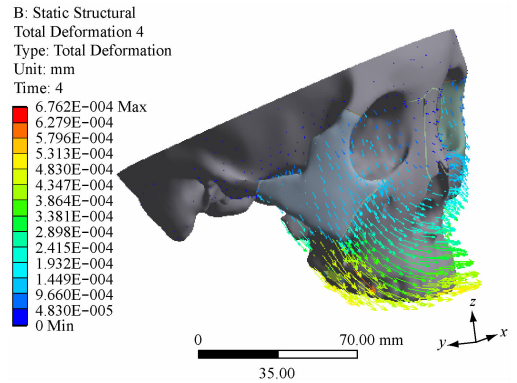 B: Static Structural
Total Deformation 4
Type: Total Deformation
Unit: mm
Time: 4
6.762E−004 Max
6.279E−004
5.796E−004
5.313E−004
4.830E−004
4.347E−004
3.864E−004
3.381E−004
2.898E−004
2.415E−004
1.932E−004
1.449E−004
9.660E−004
4.830E−005
0 Min
0
70.00 mm
35.00
z
y
x